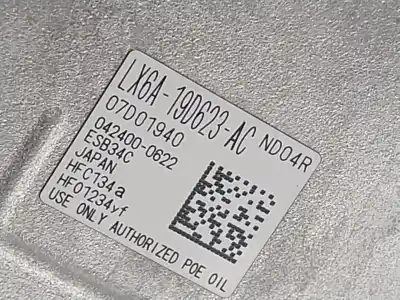 LX6A-19D623-AC ND04R
07D01940
042400-0622
ESB34C
JAPAN
HFC134a
HFO1234yf
USE ONLY AUTHORIZED POE OIL